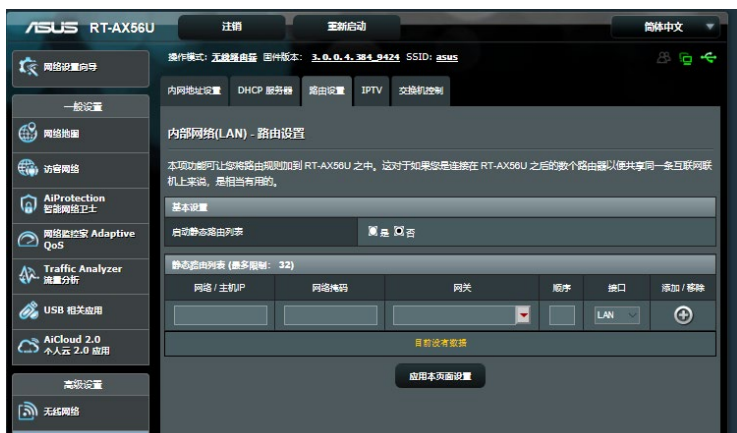 ASUS RT-AX56U 注销 重新启动 简体中文
操作模式: 无线路由器 固件版本: 3.0.0.4.384_9424 SSID: asus
网络设置向导
一般设置
网络地图
访客网络
AiProtection
智能网络卫士
网络监控家 Adaptive
QoS
Traffic Analyzer
流量分析
USB 相关应用
AiCloud 2.0
个人云 2.0 应用
高级设置
无线网络
内网地址设置 DHCP 服务器 路由设置 IPTV 交换机控制
内部网络(LAN) - 路由设置
本项功能可让您将路由规则加到 RT-AX56U 之中。这对于如果您是连接在 RT-AX56U 之后的数个路由器以便共享同一条互联网联
机上来说，是相当有用的。
基本设置
启动静态路由列表 是 否
静态路由列表 (最多限制: 32)
网络 / 主机IP 网络掩码 网关 顺序 接口 添加 / 移除
LAN
目前没有数据
应用本页面设置